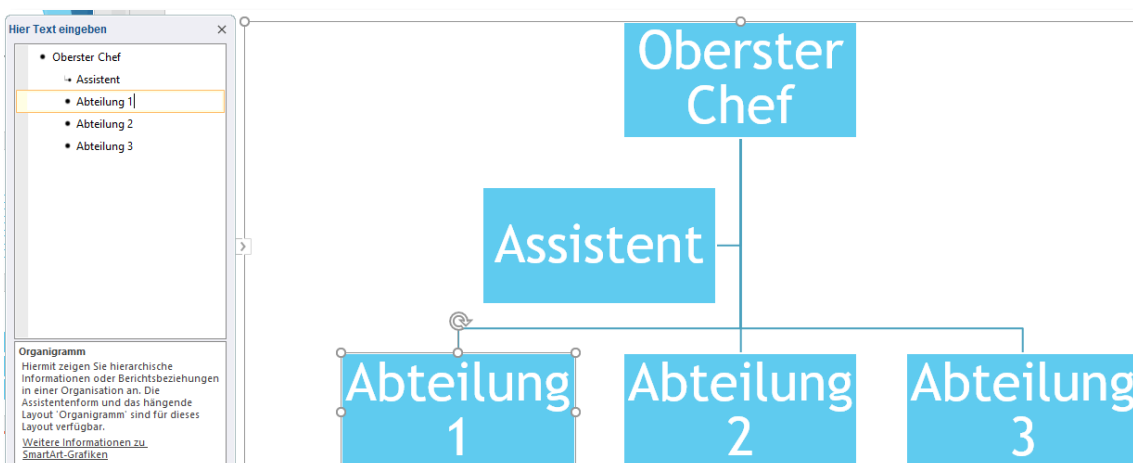 Hier Text eingeben
Oberster Chef
Assistent
Abteilung 1
Abteilung 2
Abteilung 3
Organigramm
Hiermit zeigen Sie hierarchische
Informationen oder Berichtsbeziehungen
in einer Organisation an. Die
Assistentenform und das hängende
Layout `Organigramm` sind für dieses
Layout verfügbar.
Weitere Informationen zu
SmartArt-Grafiken
Oberster
Chef
Assistent
Abteilung
1
Abteilung
2
Abteilung
3